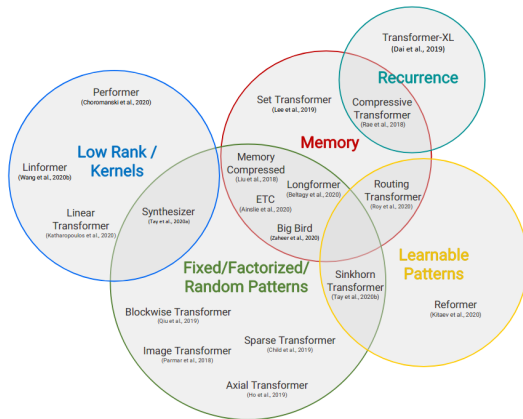 Transformer-XL
(Dai et al., 2019)
Recurrence
Performer
(Choromanski et al., 2020)
Set Transformer
(Lee et al., 2019)
Compressive
Transformer
(Rae et al., 2018)
Memory
Low Rank /
Kernels
Memory
Compressed
(Liu et al., 2018)
Linformer
(Wang et al., 2020b)
Longformer
(Beltagy et al., 2020)
Routing
Transformer
(Roy et al., 2020)
ETC
(Ainslie et al., 2020)
Linear
Transformer
(Katharopoulos et al., 2020)
Synthesizer
(Tay et al., 2020a)
Big Bird
(Zaheer et al., 2020)
Learnable
Patterns
Fixed/Factorized/
Random Patterns
Sinkhorn
Transformer
(Tay et al., 2020b)
Reformer
(Kitaev et al., 2020)
Blockwise Transformer
(Qiu et al., 2019)
Sparse Transformer
(Child et al., 2019)
Image Transformer
(Parmar et al., 2018)
Axial Transformer
(Ho et al., 2019)